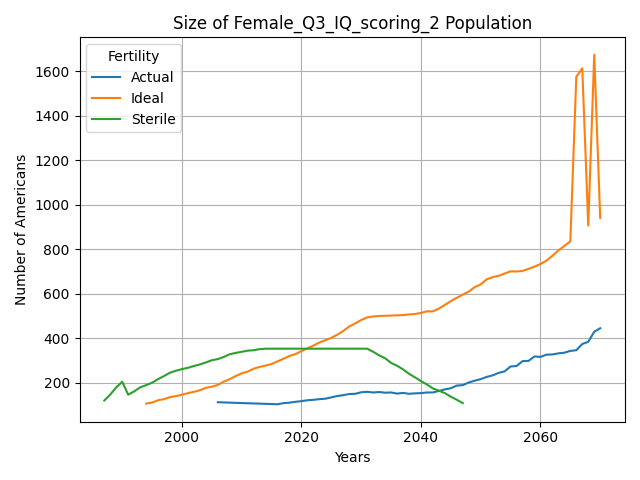 Size of Female_Q3_IQ_scoring_2 Population
Fertility
Actual
Ideal
Sterile
Number of Americans
1600
1400
1200
1000
800
600
400
200
2000
2020
2040
2060
Years